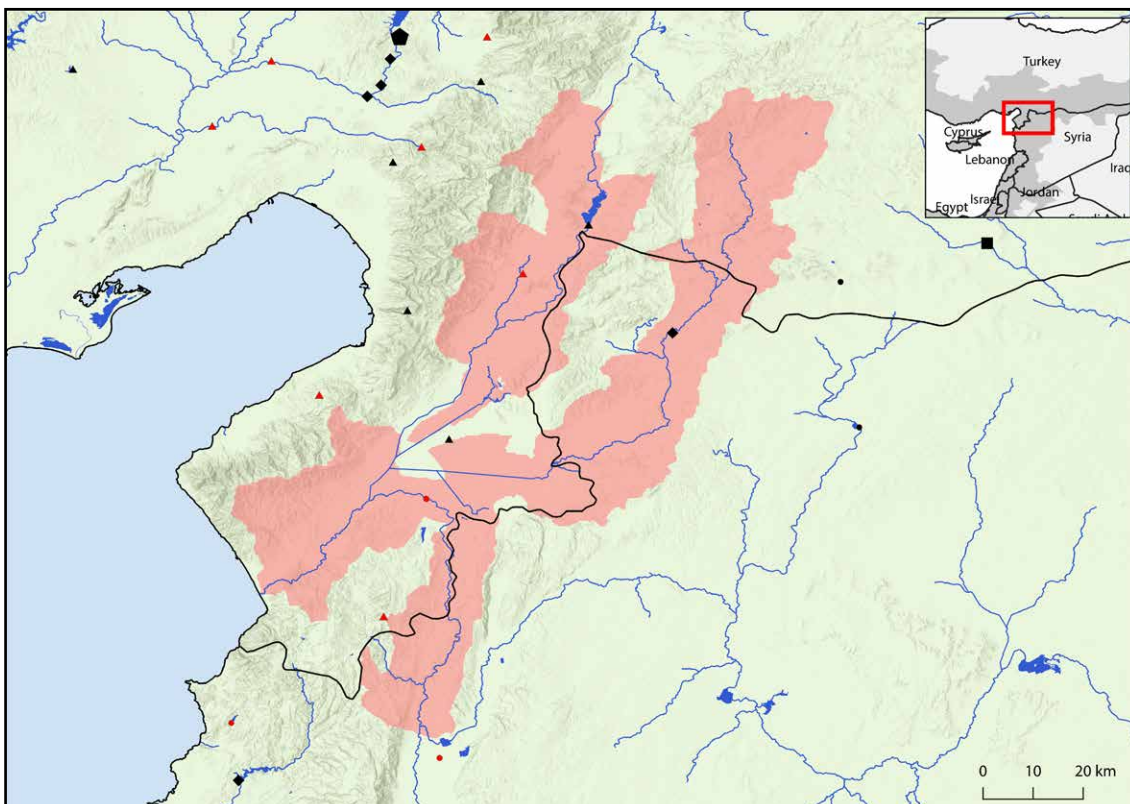 Turkey
Cyprus
Syria
Lebanon
Iraq
Israel
Jordan
Egypt
0 10 20 km